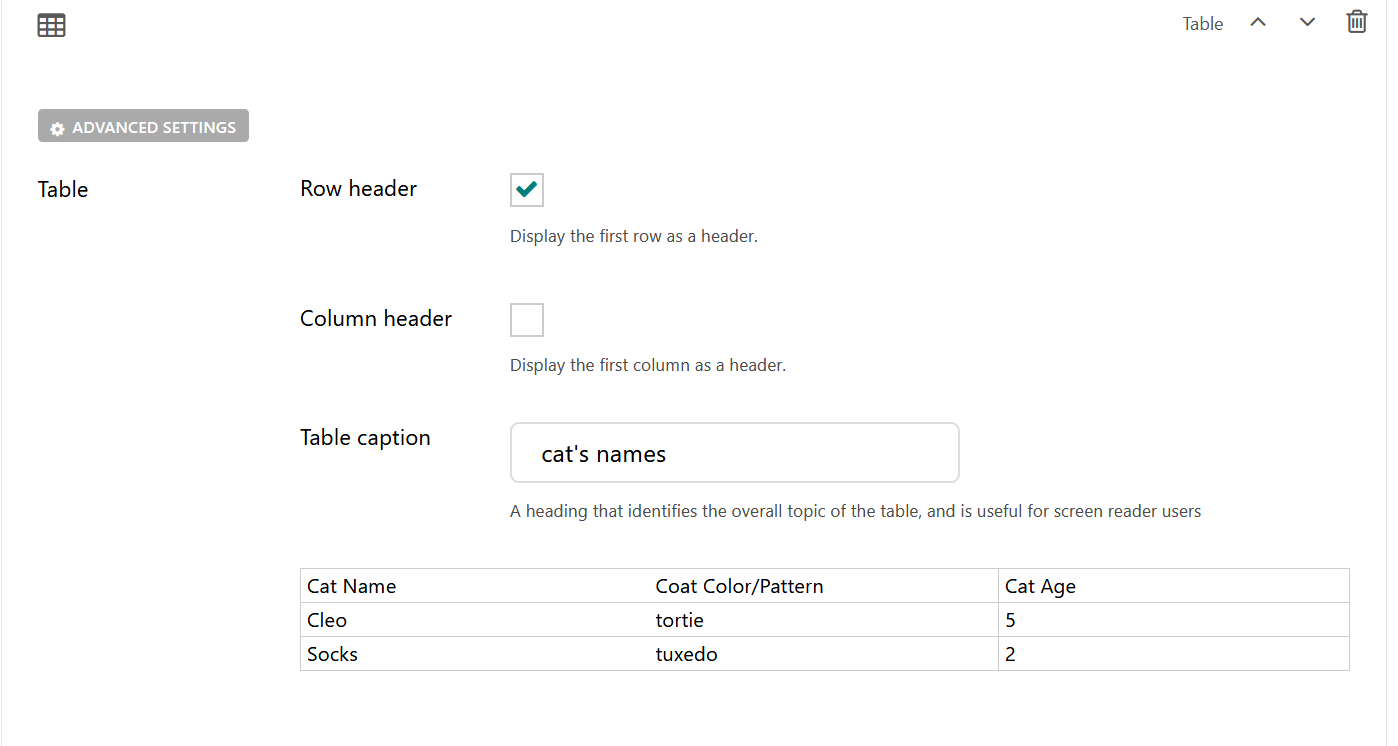 Table
ADVANCED SETTINGS
Table
Row header
Display the first row as a header.
Column header
Display the first column as a header.
Table caption
cat's names
A heading that identifies the overall topic of the table, and is useful for screen reader users
Cat Name Coat Color/Pattern Cat Age
Cleo tortie 5
Socks tuxedo 2